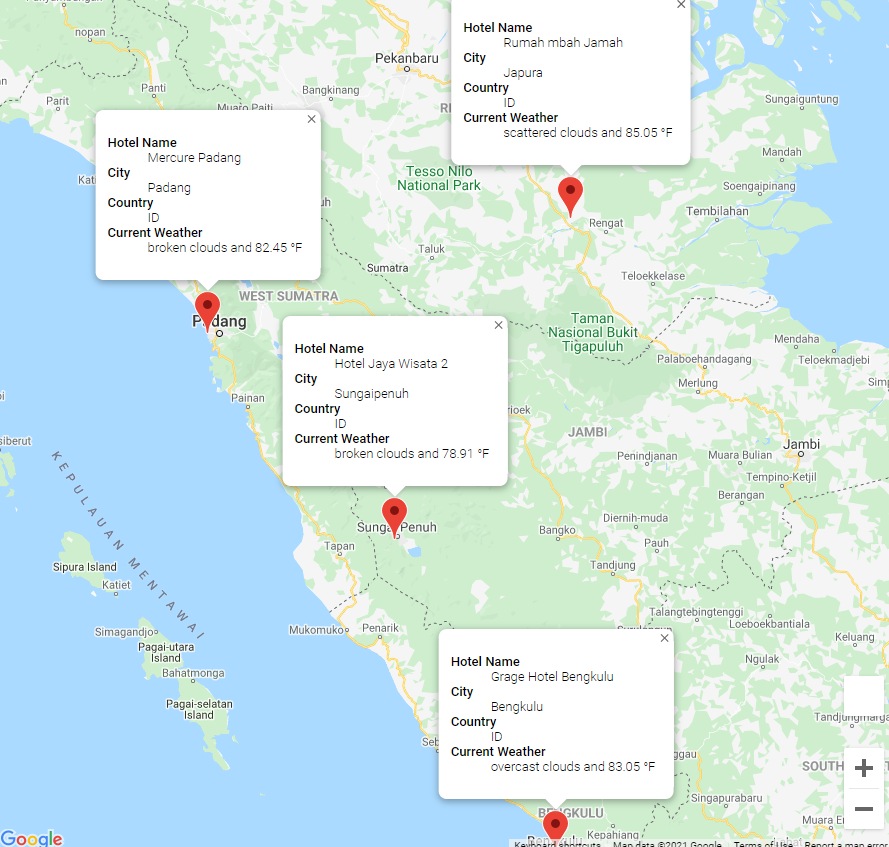 nopan
Panti
Parit
Bangkinang
Pekanbaru
Muaro Paiti
Hotel Name
Rumah mbah Jamah
City
Japura
Country
ID
Current Weather
scattered clouds and 85.05 °F
Sungaiguntung
Mandah
Soengaipinang
Tembilahan
Hotel Name
Mercure Padang
City
Padang
Country
ID
Current Weather
broken clouds and 82.45 °F
Tesso Nilo
National Park
Rengat
Taluk
Sumatra
Teloekkelase
WEST SUMATRA
Padang
Taman
Nasional Bukit
Tigapuluh
Mendaha
Teloekmadjebi
Palaboehandagang
Merlung
Painan
Hotel Name
Hotel Jaya Wisata 2
City
Sungaipenuh
Country
ID
Current Weather
broken clouds and 78.91 °F
JAMBI
Jambi
Penindjangan
Muara Bulian
Tempino-Ketjil
Berangan
siberut
KEPULAUAN MENTAWAI
Sungai Penuh
Tapan
Bangko
Diernih-muda
Pauh
Tandjung
Sipura Island
Katiet
Talangtebingtenggi
Loeboekbantiala
Simagandjo
Mukomuko
Penarik
Keluang
Pagai-utara
Island
Bahatmonga
Ngulak
Pagai-selatan
Island
Hotel Name
Grage Hotel Bengkulu
City
Bengkulu
Country
ID
Current Weather
overcast clouds and 83.05 °F
Sungaipurabaru
BENGKULU
Kepahiang
Google
Keyboard shortcuts
Map data ©2021 Google
Terms of Use
Report a map error